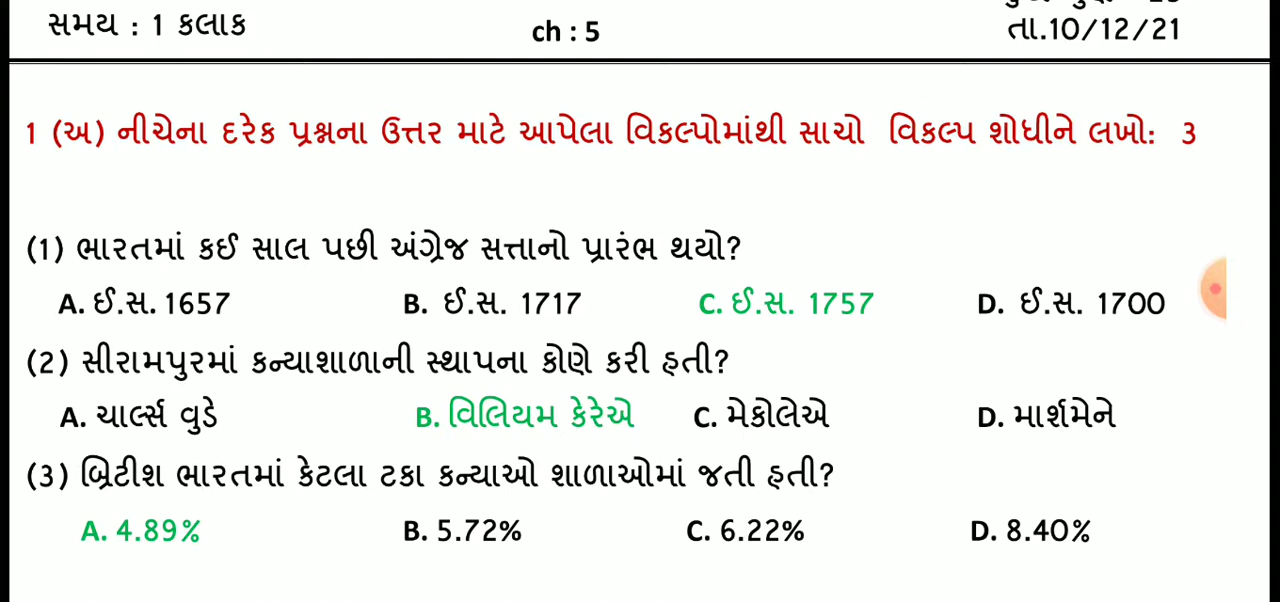 સમય : 1 કલાક
ch : 5
તા.10/12/21
1 (અ) નીચેના દરેક પ્રશ્નના ઉત્તર માટે આપેલા વિકલ્પોમાંથી સાચો વિકલ્પ શોધીને લખો: 3
(1) ભારતમાં કઈ સાલ પછી અંગ્રેજ સત્તાનો પ્રારંભ થયો?
A. ઈ.સ. 1657 B. ઈ.સ. 1717 C. ઈ.સ. 1757 D. ઈ.સ. 1700
(2) સીરામપુરમાં કન્યાશાળાની સ્થાપના કોણે કરી હતી?
A. ચાર્લ્સ વુડે B. વિલિયમ કેરેએ C. મેકોલેએ D. માર્શમેને
(3) બ્રિટીશ ભારતમાં કેટલા ટકા કન્યાઓ શાળાઓમાં જતી હતી?
A. 4.89% B. 5.72% C. 6.22% D. 8.40%